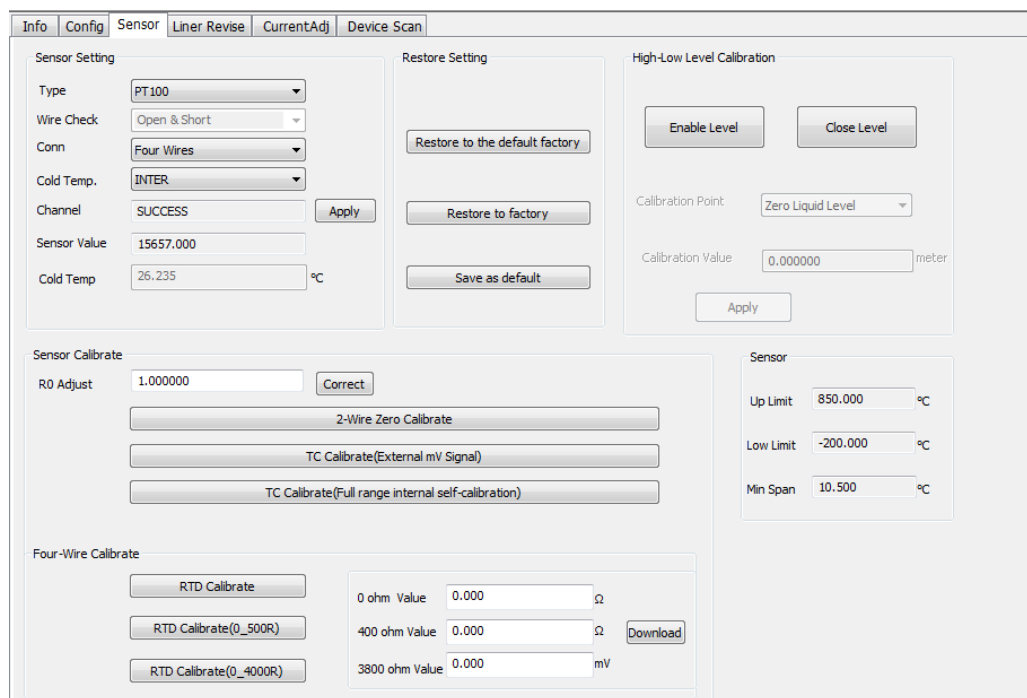 Info Config Sensor Liner Revise CurrentAdj Device Scan
Sensor Setting
Type PT100
Wire Check Open & Short
Conn Four Wires
Cold Temp. INTER
Channel SUCCESS Apply
Sensor Value 15657.000
Cold Temp 26.235 ℃
Restore Setting
Restore to the default factory
Restore to factory
Save as default
High-Low Level Calibration
Enable Level Close Level
Calibration Point Zero Liquid Level
Calibration Value 0.000000 meter
Apply
Sensor Calibrate
R0 Adjust 1.000000 Correct
2-Wire Zero Calibrate
TC Calibrate(External mV Signal)
TC Calibrate(Full range internal self-calibration)
Sensor
Up Limit 850.000 ℃
Low Limit -200.000 ℃
Min Span 10.500 ℃
Four-Wire Calibrate
RTD Calibrate
RTD Calibrate(0_500R)
RTD Calibrate(0_4000R)
0 ohm Value 0.000 Ω
400 ohm Value 0.000 Ω Download
3800 ohm Value 0.000 mV